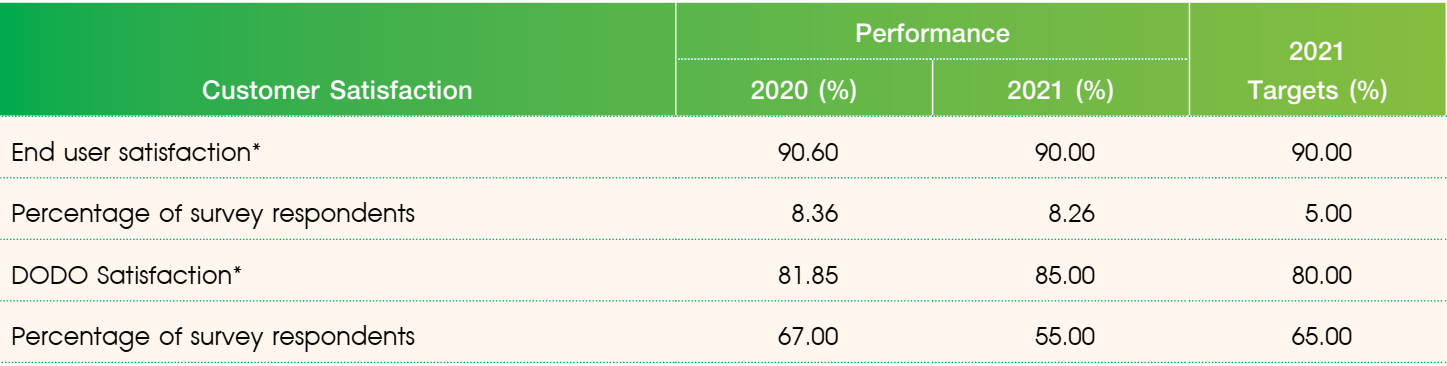 Customer Satisfaction Performance 2021 Targets (%)
2020 (%) 2021 (%)
End user satisfaction* 90.60 90.00 90.00
Percentage of survey respondents 8.36 8.26 5.00
DODO Satisfaction* 81.85 85.00 80.00
Percentage of survey respondents 67.00 55.00 65.00